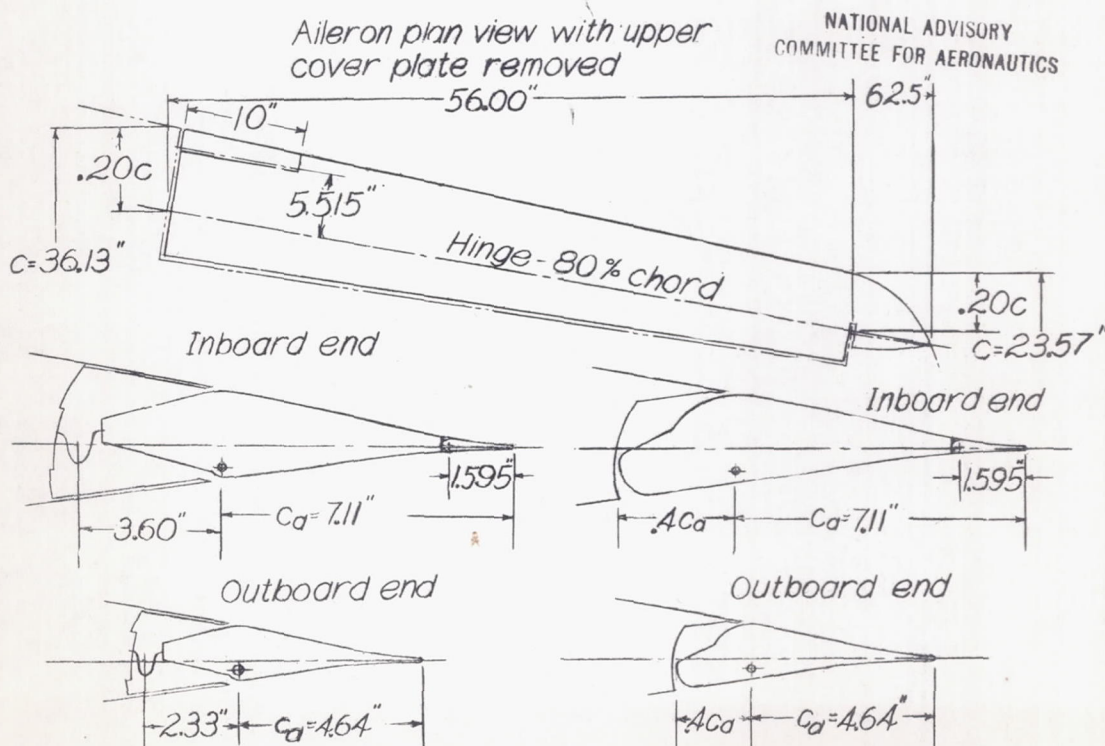 Aileron plan view with upper
cover plate removed
NATIONAL ADVISORY
COMMITTEE FOR AERONAUTICS
56.00"
62.5"
10"
.20c
5.515"
c=36.13"
Hinge-80% chord
.20c
c=23.57"
Inboard end
Inboard end
1.595"
1.595"
3.60"
ca=7.11"
.4ca
ca=7.11"
Outboard end
Outboard end
2.33"
ca=4.64"
.4ca
ca=4.64"